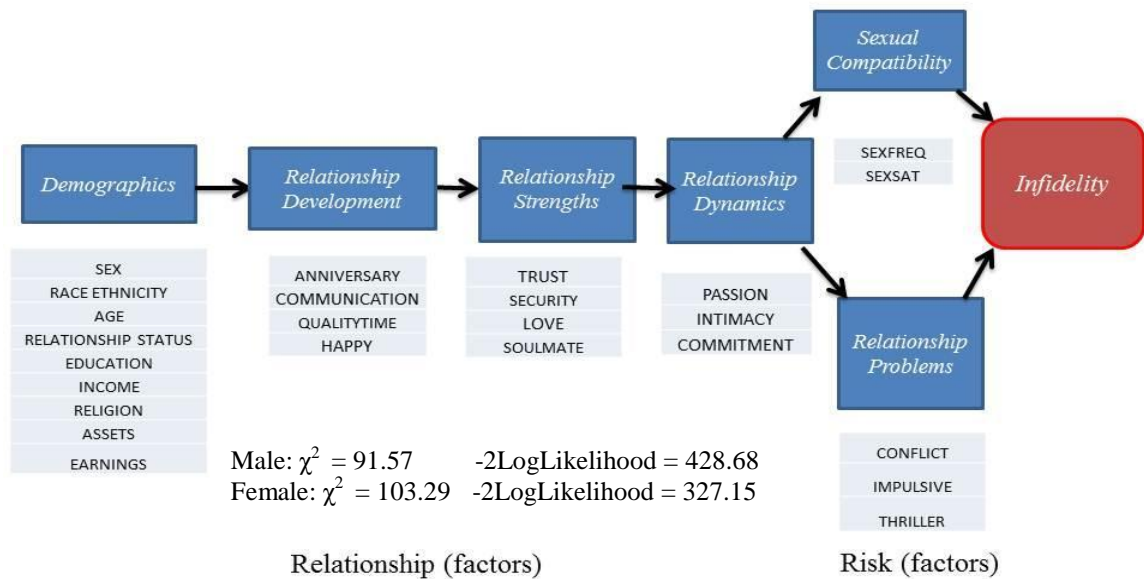 Demographics
SEX
RACE ETHNICITY
AGE
RELATIONSHIP STATUS
EDUCATION
INCOME
RELIGION
ASSETS
EARNINGS
Relationship
Development
ANNIVERSARY
COMMUNICATION
QUALITYTIME
HAPPY
Relationship
Strengths
TRUST
SECURITY
LOVE
SOULMATE
Relationship
Dynamics
PASSION
INTIMACY
COMMITMENT
Sexual
Compatibility
SEXFREQ
SEXSAT
Relationship
Problems
CONFLICT
IMPULSIVE
THRILLER
Infidelity
Male: χ² = 91.57 -2LogLikelihood = 428.68
Female: χ² = 103.29 -2LogLikelihood = 327.15
Relationship (factors)
Risk (factors)